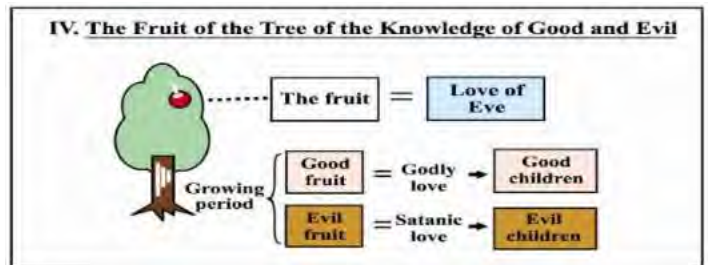 IV. The Fruit of the Tree of the Knowledge of Good and Evil
The fruit = Love of
Eve
Growing
period
Good
fruit = Godly
love Good
children
Evil
fruit = Satanic
love Evil
children